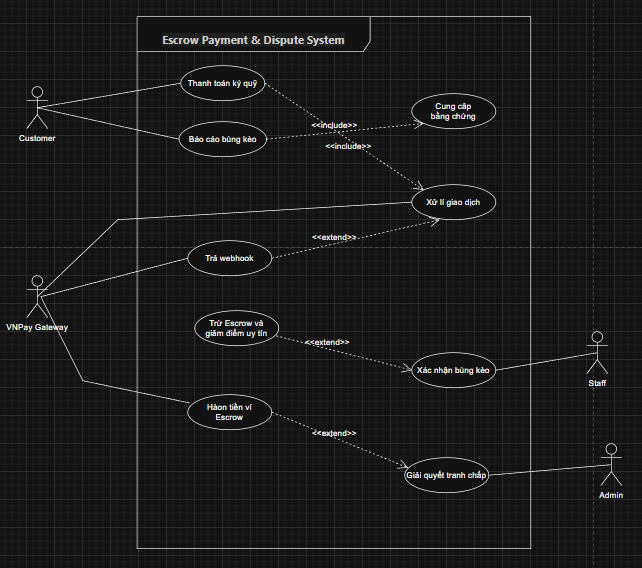 Escrow Payment & Dispute System
Thanh toán ký quỹ
Cung cấp
bằng chứng
<<include>>
Customer
Báo cáo bùng kèo
<<include>>
Xử lí giao dịch
<<extend>>
Trả webhook
VNPay Gateway
Trừ Escrow và
giảm điểm uy tín
<<extend>>
Xác nhận bùng kèo
Staff
Hàon tiền ví
Escrow
<<extend>>
Giải quyết tranh chấp
Admin